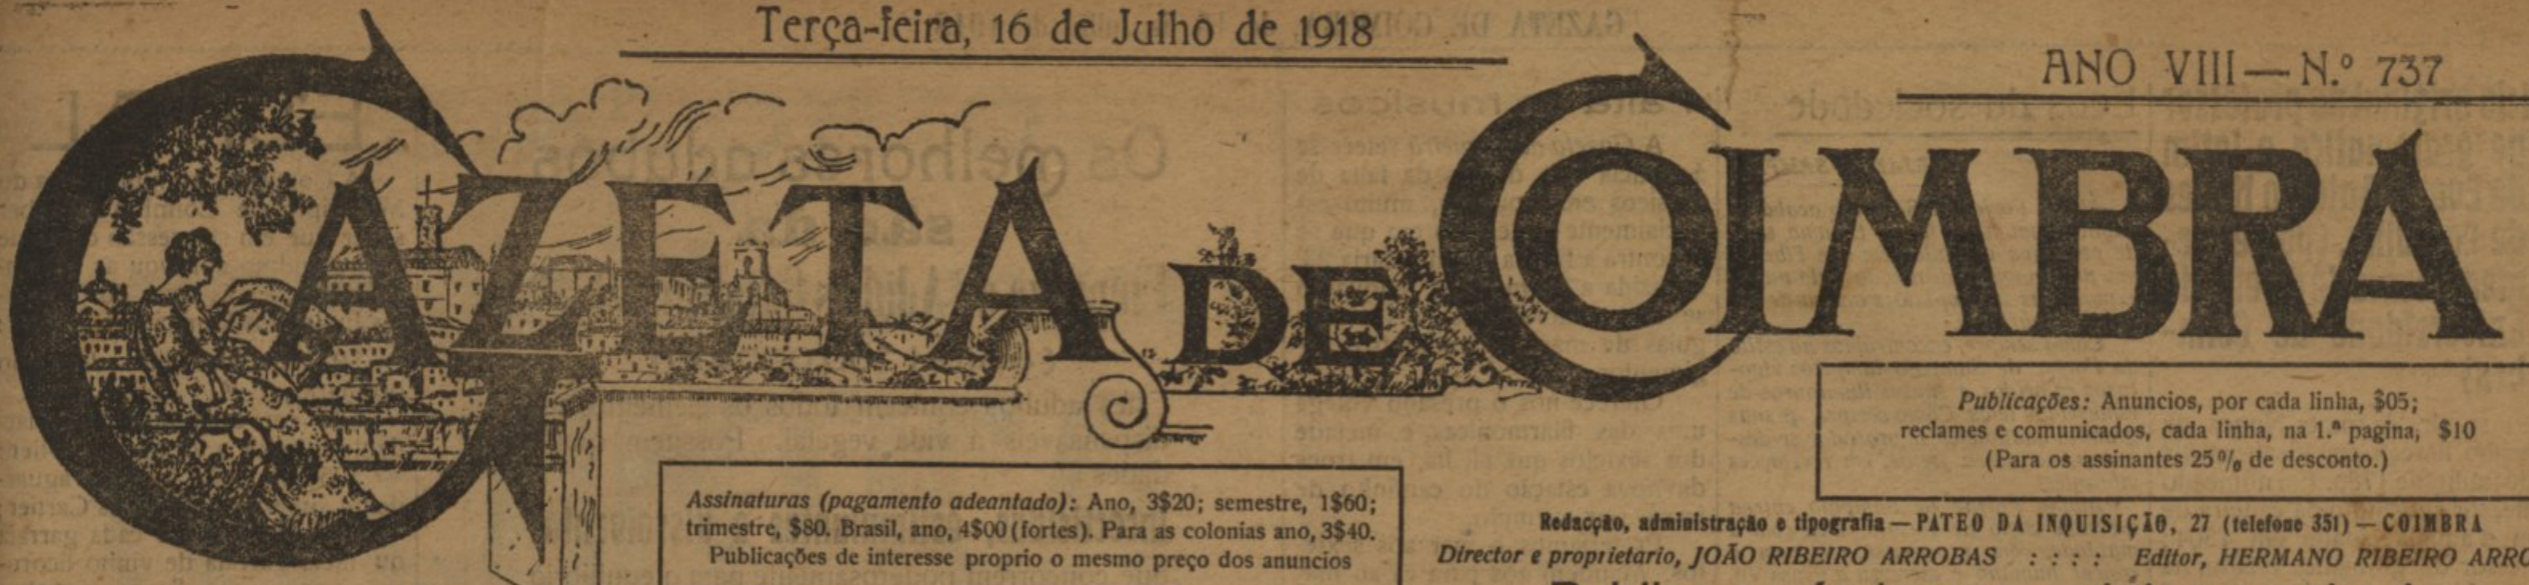 Terça-feira, 16 de Julho de 1918
ANO VIII — N.º 737
GAZETA DE COIMBRA
Publicações: Anuncios, por cada linha, $05;
reclames e comunicados, cada linha, na 1.ª pagina, $10
(Para os assinantes 25% de desconto.)
Assinaturas (pagamento adeantado): Ano, 3$20; semestre, 1$60;
trimestre, $80. Brasil, ano, 4$00 (fortes). Para as colonias ano, 3$40.
Publicações de interesse proprio o mesmo preço dos anuncios
Redacção, administração e tipografia — PATEO DA INQUISIÇÃO, 27 (telefone 351) — COIMBRA
Director e proprietario, JOÃO RIBEIRO ARROBAS : : : : Editor, HERMANO RIBEIRO ARRO